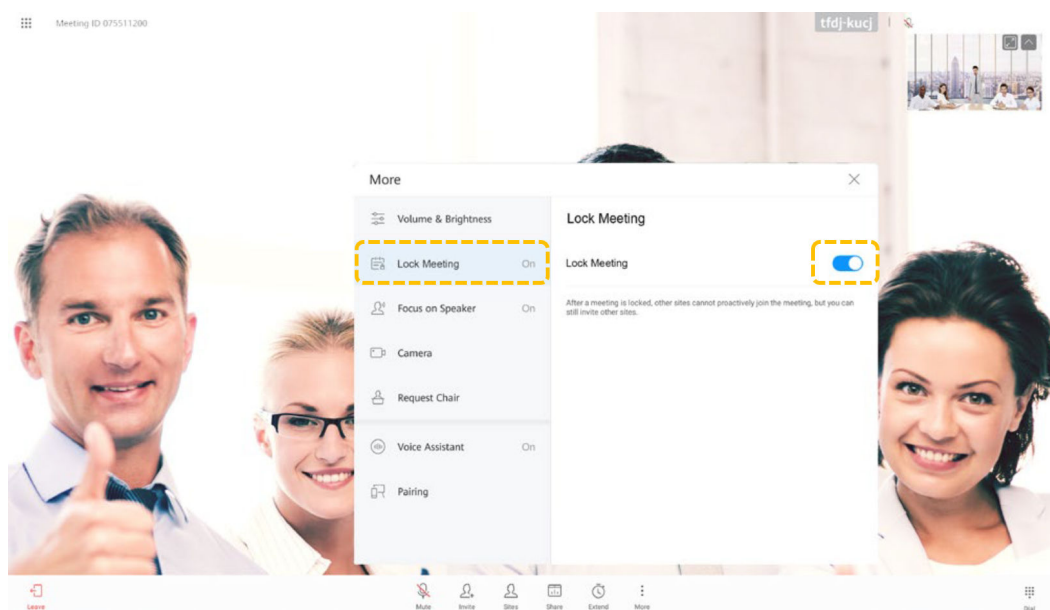 Meeting ID 075511200
tfdj-kucj
More
Volume & Brightness
Lock Meeting On
Focus on Speaker On
Camera
Request Chair
Voice Assistant On
Pairing
Lock Meeting
Lock Meeting
After a meeting is locked, other sites cannot proactively join the meeting, but you can
still invite other sites.
Leave
Mute
Invite
Sites
Share
Extend
More